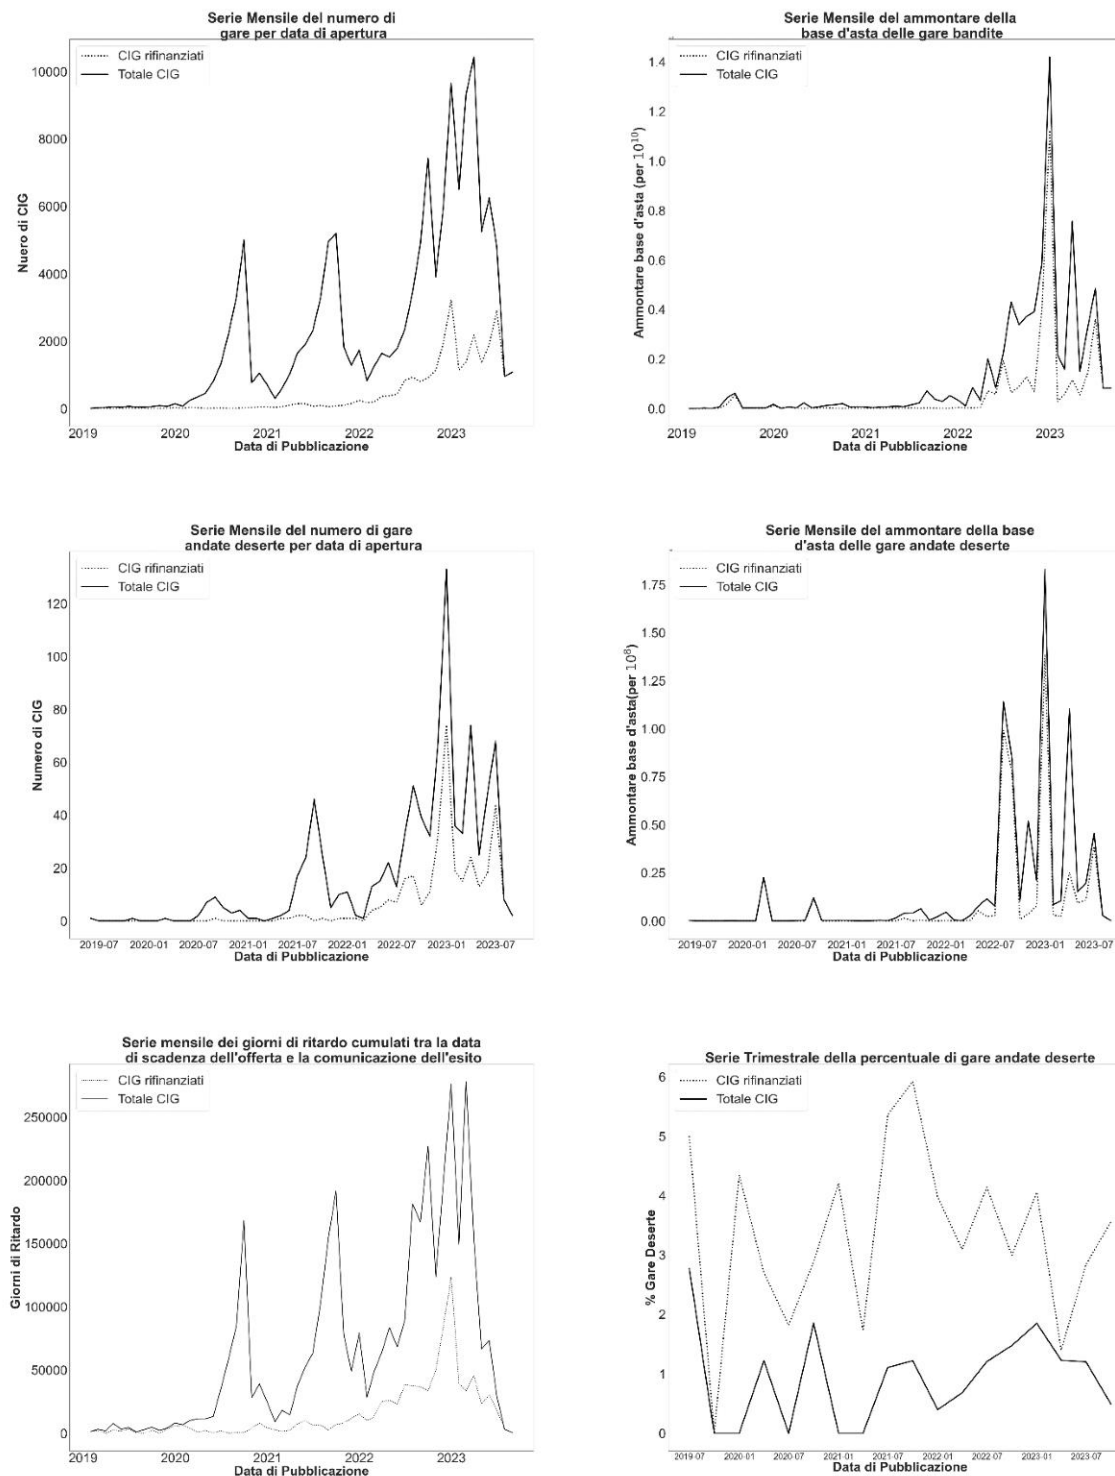 Serie Mensile del numero di
gare per data di apertura
CIG rifinanziati
Totale CIG
10000
8000
6000
4000
2000
0
Nuero di CIG
2019 2020 2021 2022 2023
Data di Pubblicazione
Serie Mensile del ammontare della
base d'asta delle gare bandite
CIG rifinanziati
Totale CIG
1.4
1.2
1.0
0.8
0.6
0.4
0.2
0.0
Ammontare base d'asta (per 10^10)
2019 2020 2021 2022 2023
Data di Pubblicazione
Serie Mensile del numero di gare
andate deserte per data di apertura
CIG rifinanziati
Totale CIG
120
100
80
60
40
20
0
Numero di CIG
2019-07 2020-01 2020-07 2021-01 2021-07 2022-01 2022-07 2023-01 2023-07
Data di Pubblicazione
Serie Mensile del ammontare della base
d'asta delle gare andate deserte
CIG rifinanziati
Totale CIG
1.75
1.50
1.25
1.00
0.75
0.50
0.25
0.00
Ammontare base d'asta(per 10^8)
2019-07 2020-01 2020-07 2021-01 2021-07 2022-01 2022-07 2023-01 2023-07
Data di Pubblicazione
Serie mensile dei giorni di ritardo cumulati tra la data
di scadenza dell'offerta e la comunicazione dell'esito
CIG rifinanziati
Totale CIG
250000
200000
150000
100000
50000
0
Giorni di Ritardo
2019 2020 2021 2022 2023
Data di Pubblicazione
Serie Trimestrale della percentuale di gare andate deserte
CIG rifinanziati
Totale CIG
6
5
4
3
2
1
0
% Gare Deserte
2019-07 2020-01 2020-07 2021-01 2021-07 2022-01 2022-07 2023-01 2023-07
Data di Pubblicazione